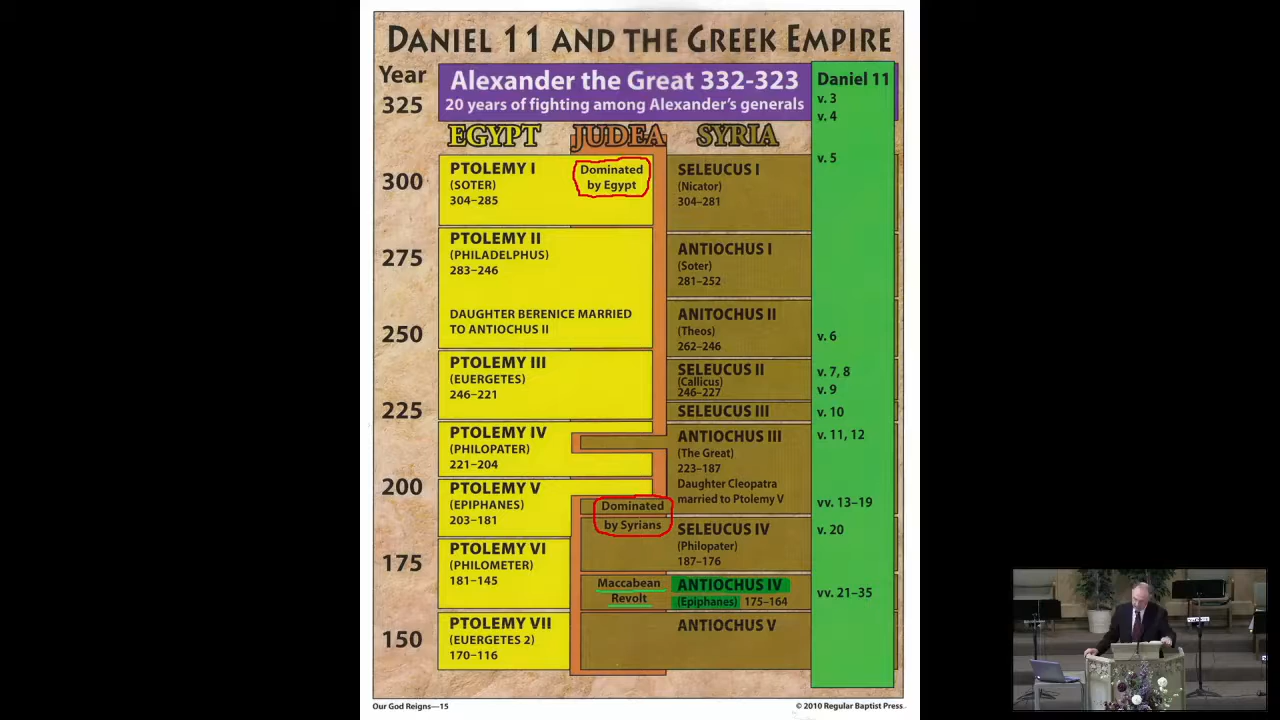 DANIEL 11 AND THE GREEK EMPIRE
Year
Alexander the Great 332-323
Daniel 11
325
20 years of fighting among Alexander's generals
v. 3
v. 4
EGYPT
JUDEA
SYRIA
v. 5
300
PTOLEMY I
(SOTER)
304–285
Dominated
by Egypt
SELEUCUS I
(Nicator)
304–281
275
PTOLEMY II
(PHILADELPHUS)
283–246
ANTIOCHUS I
(Soter)
281–252
250
DAUGHTER BERENICE MARRIED
TO ANTIOCHUS II
ANITOCHUS II
(Theos)
262–246
v. 6
PTOLEMY III
(EUERGETES)
246–221
SELEUCUS II
(Callicus)
246–227
v. 7, 8
v. 9
225
SELEUCUS III
v. 10
PTOLEMY IV
(PHILOPATER)
221–204
ANTIOCHUS III
(The Great)
223–187
Daughter Cleopatra
married to Ptolemy V
v. 11, 12
200
PTOLEMY V
(EPIPHANES)
203–181
Dominated
by Syrians
vv. 13–19
SELEUCUS IV
(Philopater)
187–176
v. 20
175
PTOLEMY VI
(PHILOMETER)
181–145
Maccabean
Revolt
ANTIOCHUS IV
(Epiphanes) 175–164
vv. 21–35
150
PTOLEMY VII
(EUERGETES 2)
170–116
ANTIOCHUS V
Our God Reigns—15
© 2010 Regular Baptist Press